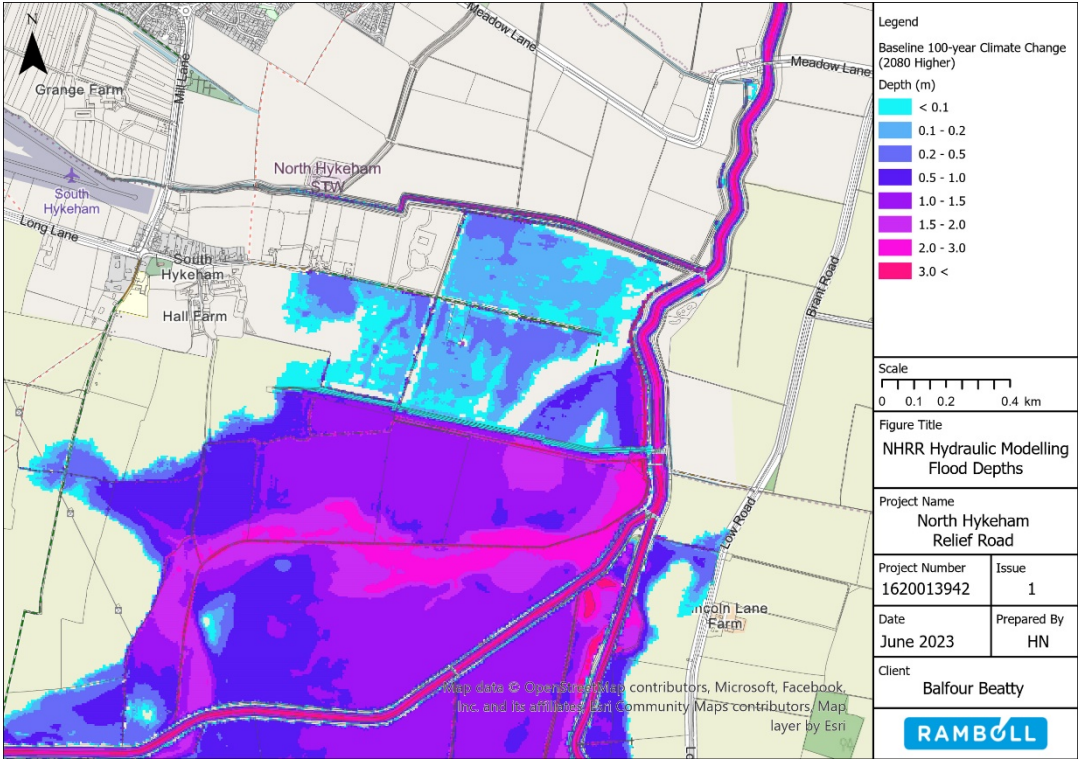 N
Meadow Lane
Meadow Lane
Grange Farm
Mill Lane
North Hykeham
STW
South
Hykeham
Long Lane
South
Hykeham
Hall Farm
Brant Road
Low Road
Lincoln Lane
Farm
Map data © OpenStreetMap contributors, Microsoft, Facebook,
Inc. and its affiliates, Esri Community Maps contributors, Map
layer by Esri
Legend
Baseline 100-year Climate Change
(2080 Higher)
Depth (m)
< 0.1
0.1 - 0.2
0.2 - 0.5
0.5 - 1.0
1.0 - 1.5
1.5 - 2.0
2.0 - 3.0
3.0 <
Scale
0 0.1 0.2 0.4 km
Figure Title
NHRR Hydraulic Modelling
Flood Depths
Project Name
North Hykeham
Relief Road
Project Number
1620013942
Issue
1
Date
June 2023
Prepared By
HN
Client
Balfour Beatty
RAMBOLL